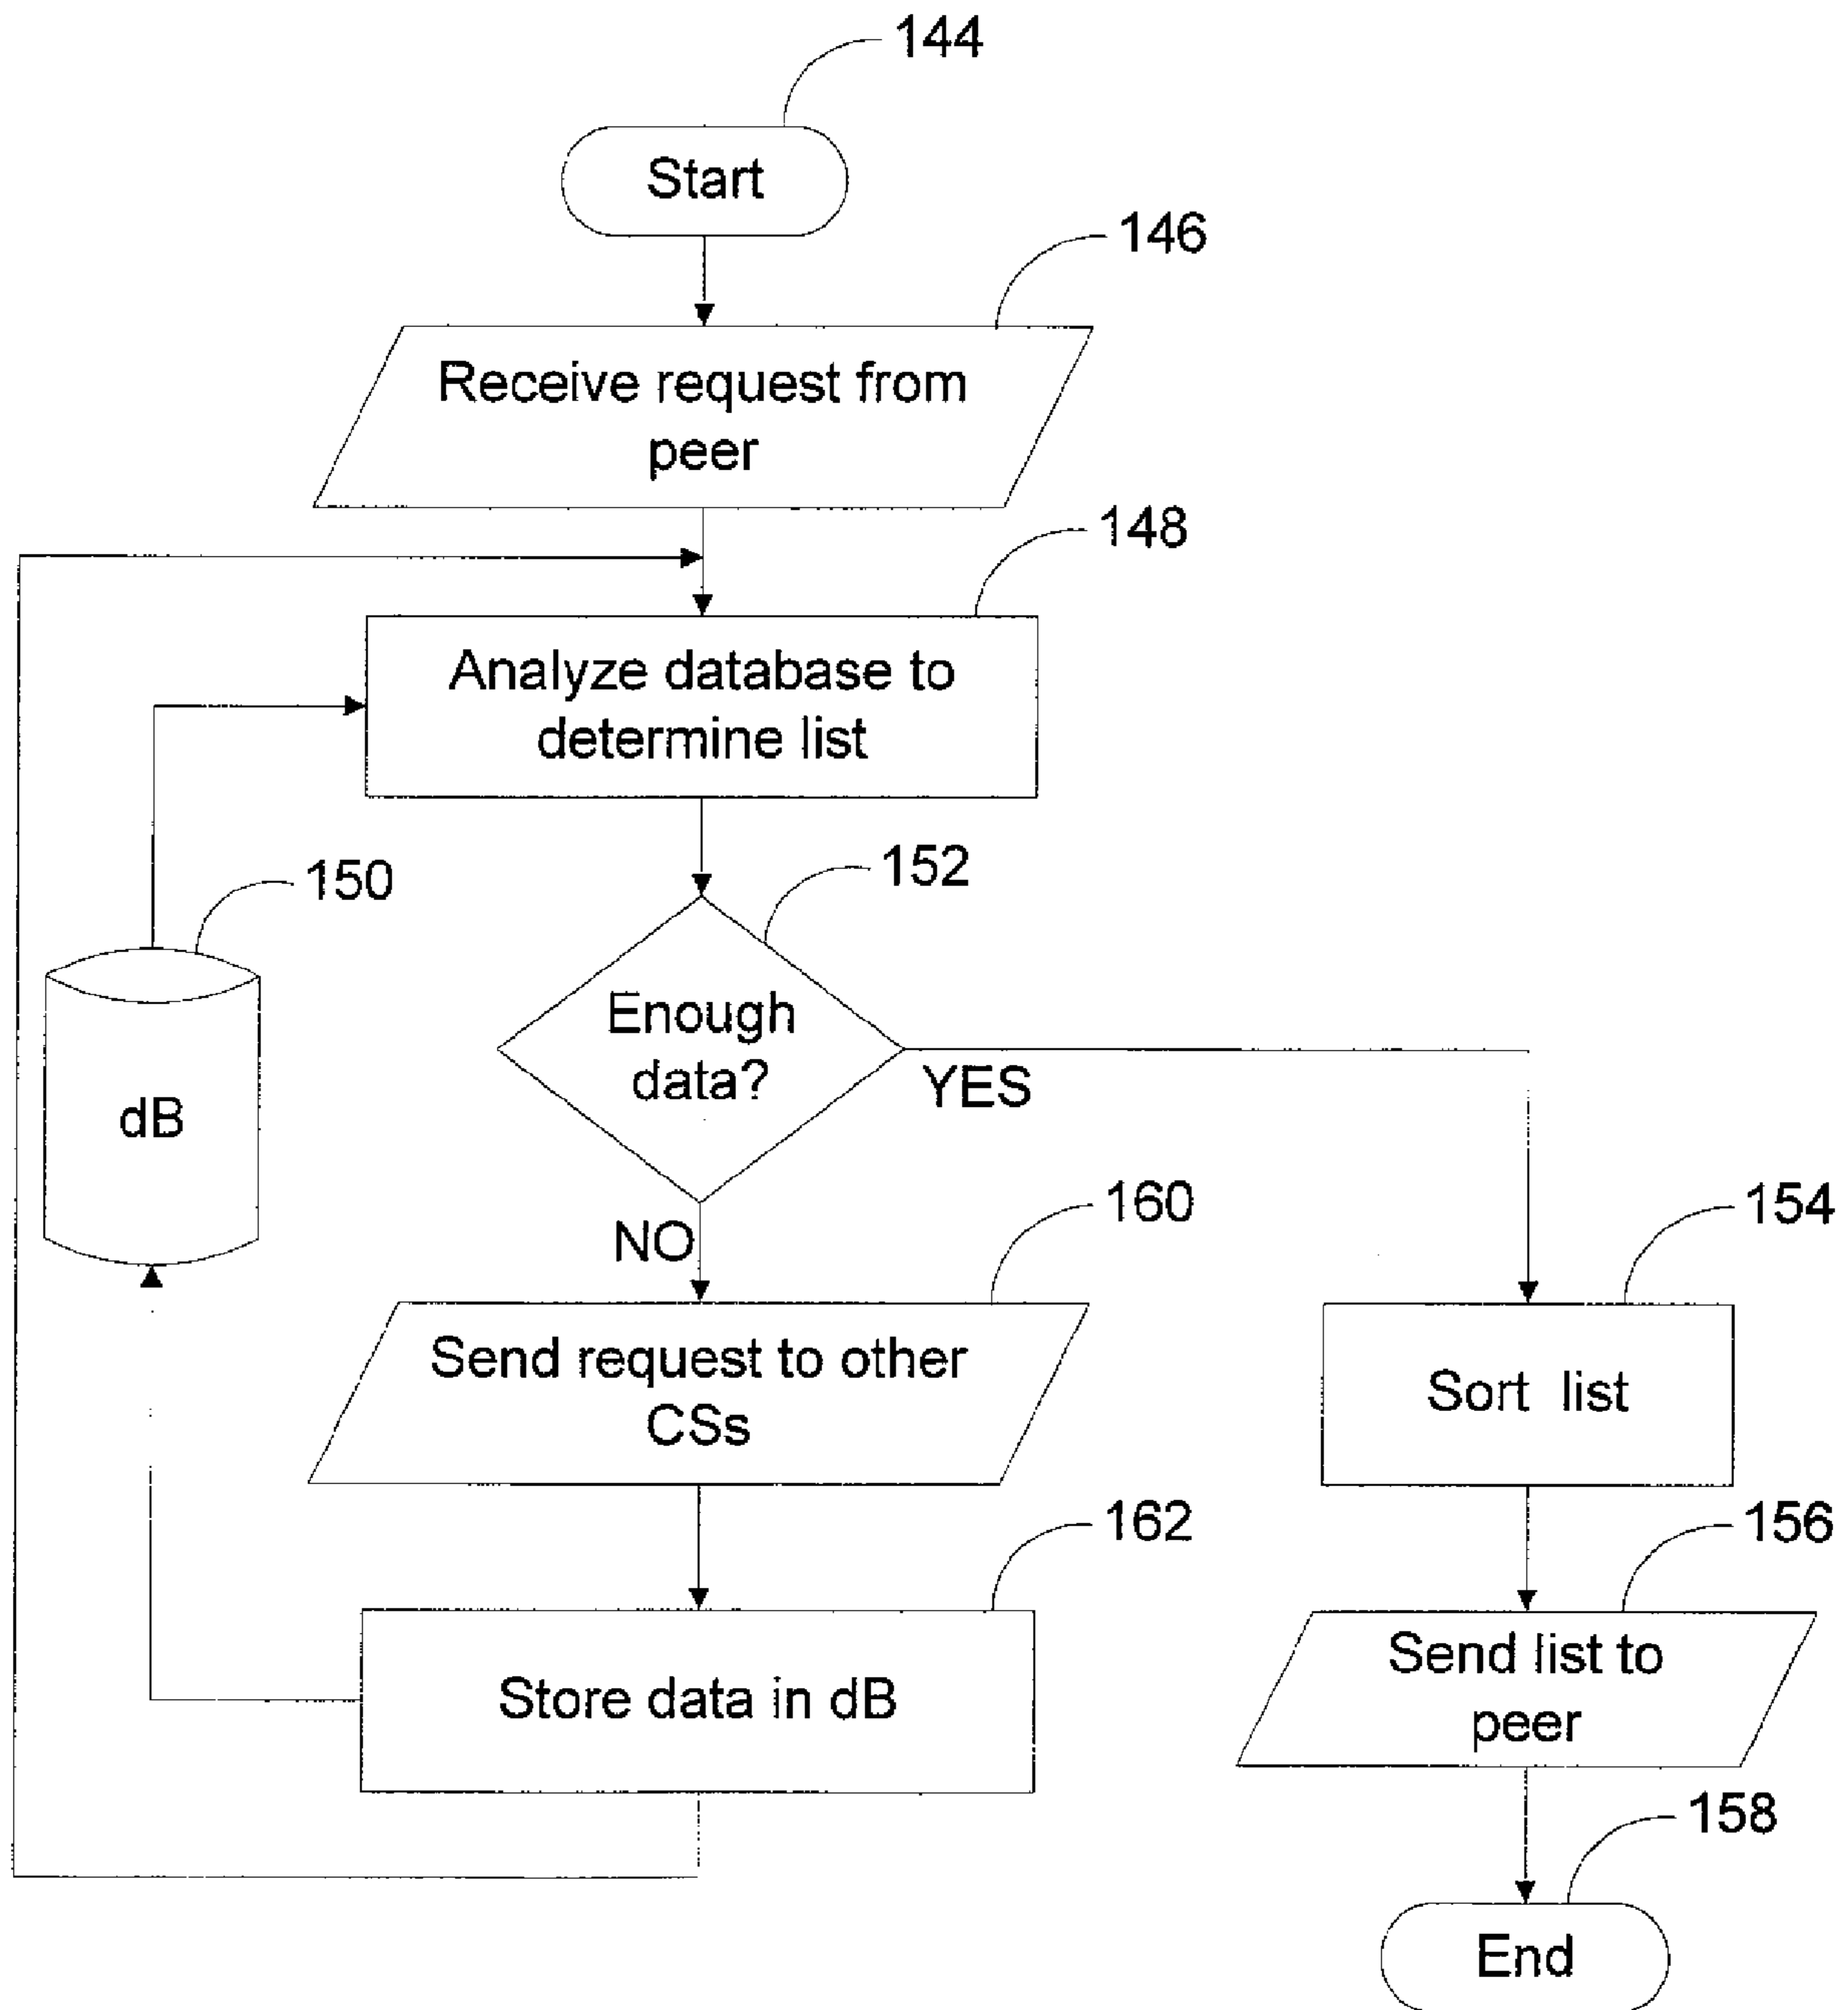 144
Start
146
Receive request from
peer
148
Analyze database to
determine list
150
152
Enough
data?
YES
dB
NO
160
154
Send request to other
CSs
Sort list
162
156
Store data in dB
Send list to
peer
158
End